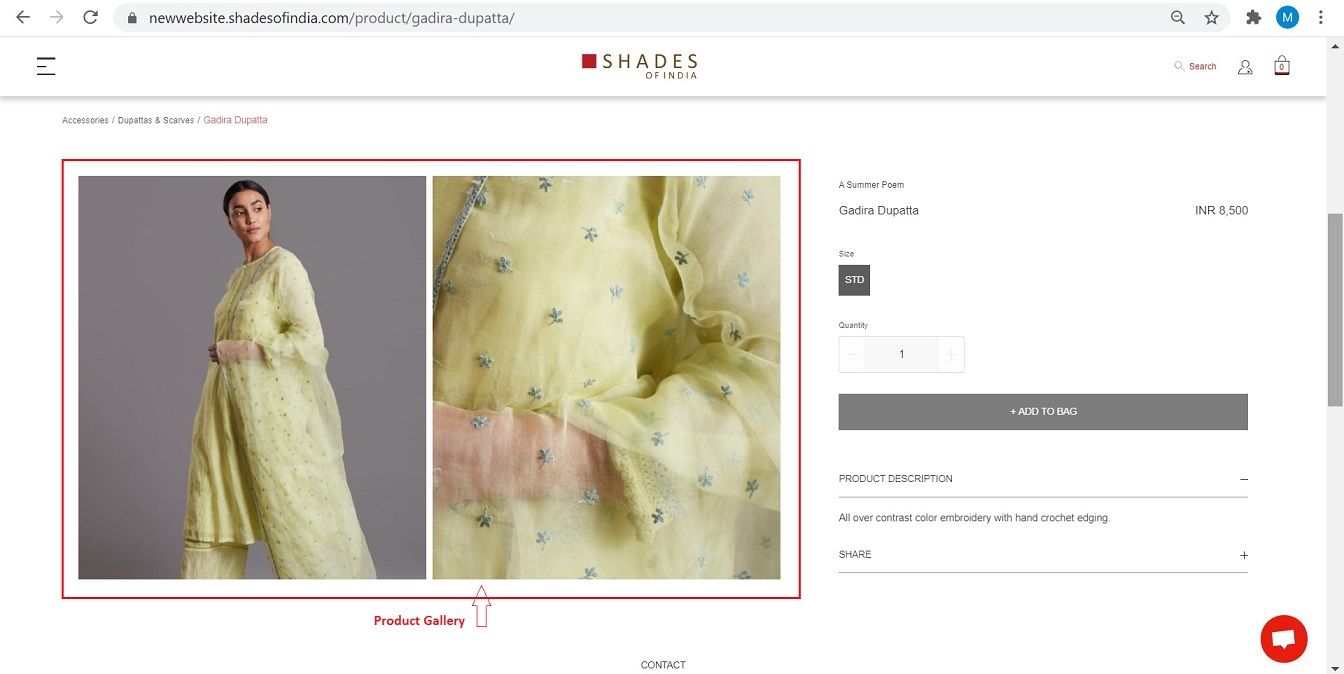 newwebsite.shadesofindia.com/product/gadira-dupatta/
M
SHADES
OF INDIA
Search
0
Accessories / Dupattas & Scarves / Gadira Dupatta
A Summer Poem
Gadira Dupatta
INR 8,500
Size
STD
Quantity
1
+ ADD TO BAG
PRODUCT DESCRIPTION
All over contrast color embroidery with hand crochet edging.
SHARE
Product Gallery
CONTACT